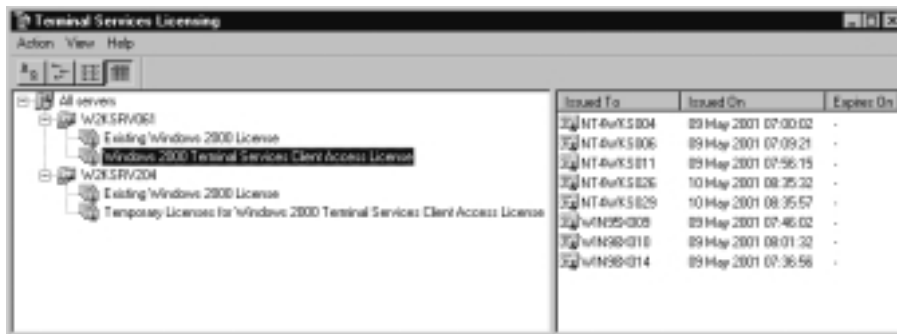 Terminal Services Licensing
Action View Help
All servers
W2KSRV061
Existing Windows 2000 License
Windows 2000 Terminal Services Client Access License
W2KSRV204
Existing Windows 2000 License
Temporary Licenses for Windows 2000 Terminal Services Client Access License
Issued To Issued On Expires On
NT4WKS004 09 May 2001 07:00:02 -
NT4WKS006 09 May 2001 07:09:21 -
NT4WKS011 09 May 2001 07:56:15 -
NT4WKS026 10 May 2001 08:35:32 -
NT4WKS029 10 May 2001 08:35:57 -
09 May 2001 07:46:02 -
09 May 2001 08:01:32 -
09 May 2001 07:36:56 -